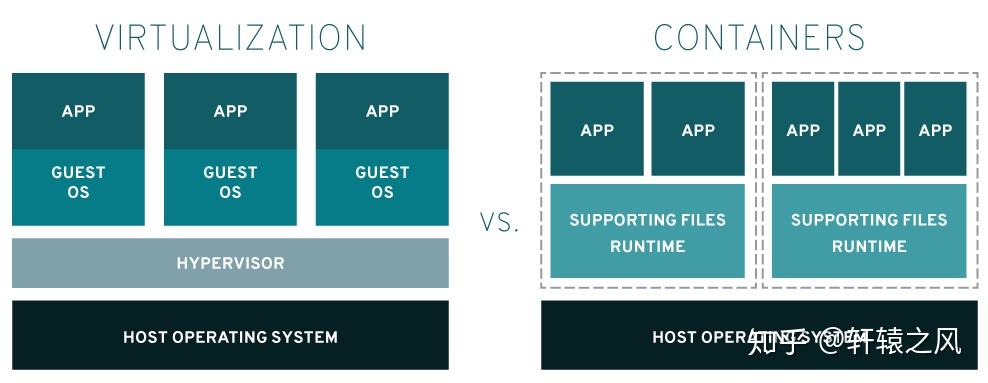 VIRTUALIZATION
APP
GUEST
OS
APP
GUEST
OS
APP
GUEST
OS
HYPERVISOR
HOST OPERATING SYSTEM
VS.
CONTAINERS
APP
APP
SUPPORTING FILES
RUNTIME
APP
APP
APP
SUPPORTING FILES
RUNTIME
HOST OPERATING SYSTEM
知乎 @轩辕之风